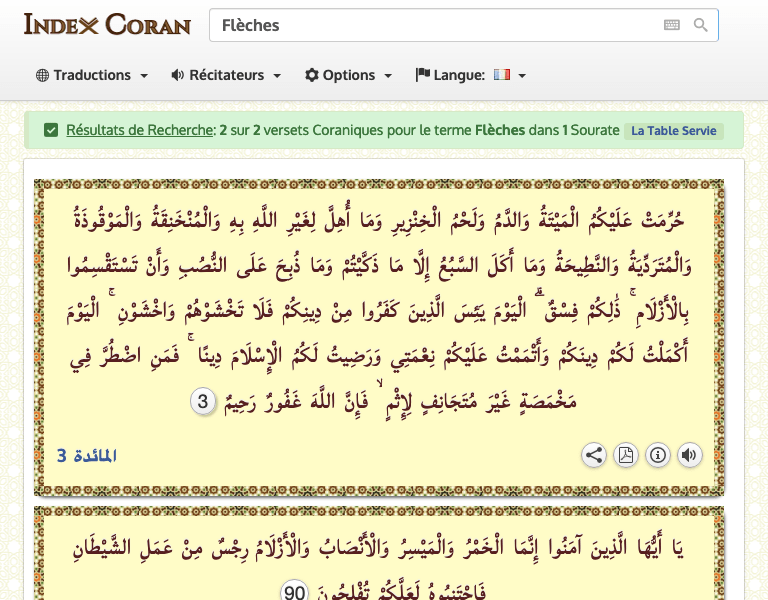 Index Coran
Flèches
Traductions Récitateurs Options Langue:
Résultats de Recherche: 2 sur 2 versets Coraniques pour le terme Flèches dans 1 Sourate La Table Servie
حُرِّمَتْ عَلَيْكُمُ الْمَيْتَةُ وَالدَّمُ وَلَحْمُ الْخِنْزِيرِ وَمَا أُهِلَّ لِغَيْرِ اللَّهِ بِهِ وَالْمُنْخَنِقَةُ وَالْمَوْقُوذَةُ
وَالْمُتَرَدِّيَةُ وَالنَّطِيحَةُ وَمَا أَكَلَ السَّبُعُ إِلَّا مَا ذَكَّيْتُمْ وَمَا ذُبِحَ عَلَى النُّصُبِ وَأَنْ تَسْتَقْسِمُوا
بِالْأَزْلَامِ ۚ ذَٰلِكُمْ فِسْقٌ ۗ الْيَوْمَ يَئِسَ الَّذِينَ كَفَرُوا مِنْ دِينِكُمْ فَلَا تَخْشَوْهُمْ وَاخْشَوْنِ ۚ الْيَوْمَ
أَكْمَلْتُ لَكُمْ دِينَكُمْ وَأَتْمَمْتُ عَلَيْكُمْ نِعْمَتِي وَرَضِيتُ لَكُمُ الْإِسْلَامَ دِينًا ۚ فَمَنِ اضْطُرَّ فِي
مَخْمَصَةٍ غَيْرَ مُتَجَانِفٍ لِإِثْمٍ ۙ فَإِنَّ اللَّهَ غَفُورٌ رَحِيمٌ 3
المائدة 3
يَا أَيُّهَا الَّذِينَ آمَنُوا إِنَّمَا الْخَمْرُ وَالْمَيْسِرُ وَالْأَنْصَابُ وَالْأَزْلَامُ رِجْسٌ مِنْ عَمَلِ الشَّيْطَانِ
فَاجْتَنِبُوهُ لَعَلَّكُمْ تُفْلِحُونَ 90